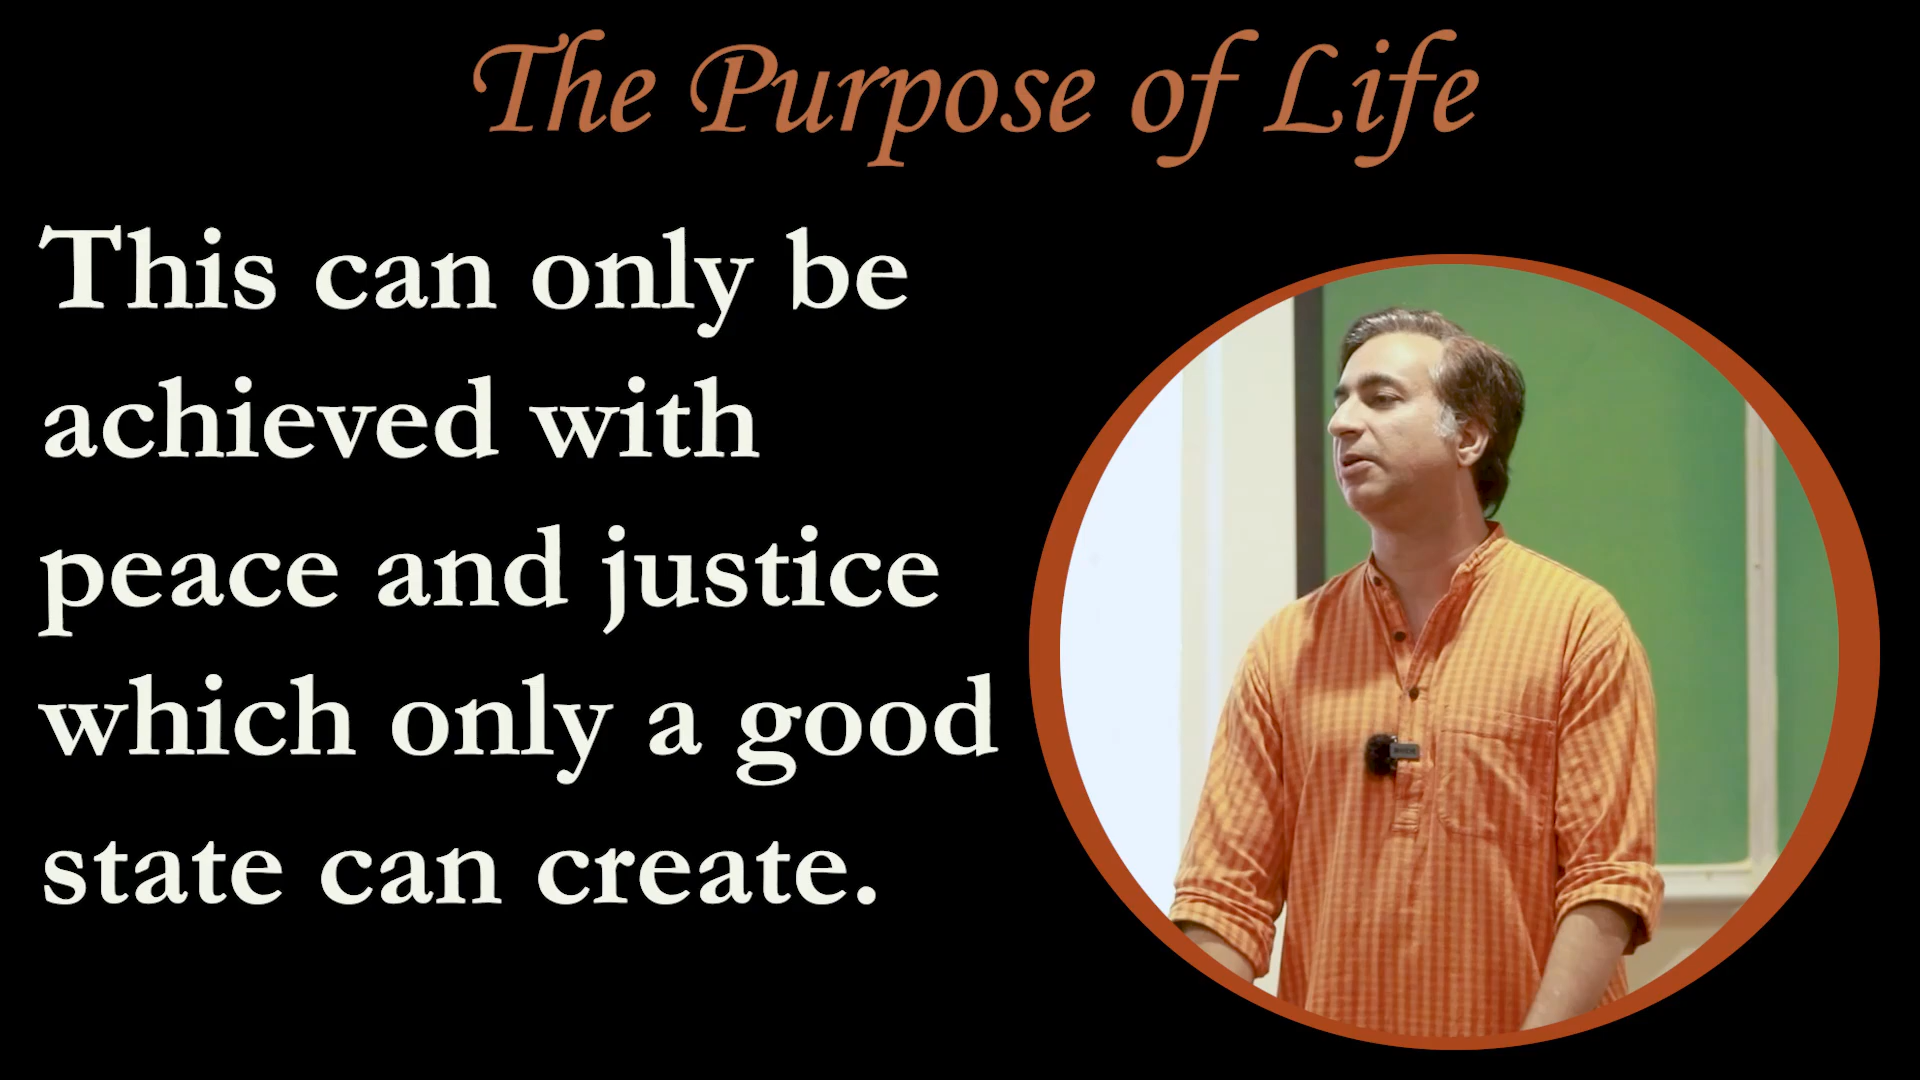 The Purpose of Life
This can only be
achieved with
peace and justice
which only a good
state can create.